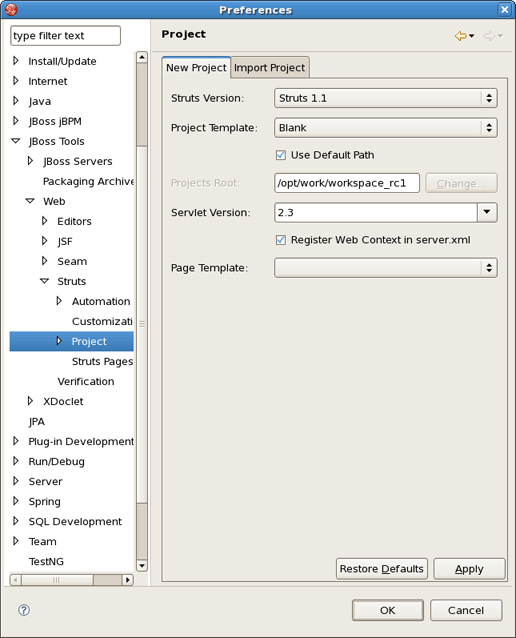 Preferences
type filter text
Install/Update
Internet
Java
JBoss jBPM
JBoss Tools
JBoss Servers
Packaging Archive
Web
Editors
JSF
Seam
Struts
Automation
Customizati
Project
Struts Pages
Verification
XDoclet
JPA
Plug-in Development
Run/Debug
Server
Spring
SQL Development
Team
TestNG
Project
New Project
Import Project
Struts Version: Struts 1.1
Project Template: Blank
Use Default Path
Projects Root: /opt/work/workspace_rc1 Change...
Servlet Version: 2.3
Register Web Context in server.xml
Page Template:
Restore Defaults
Apply
?
OK
Cancel